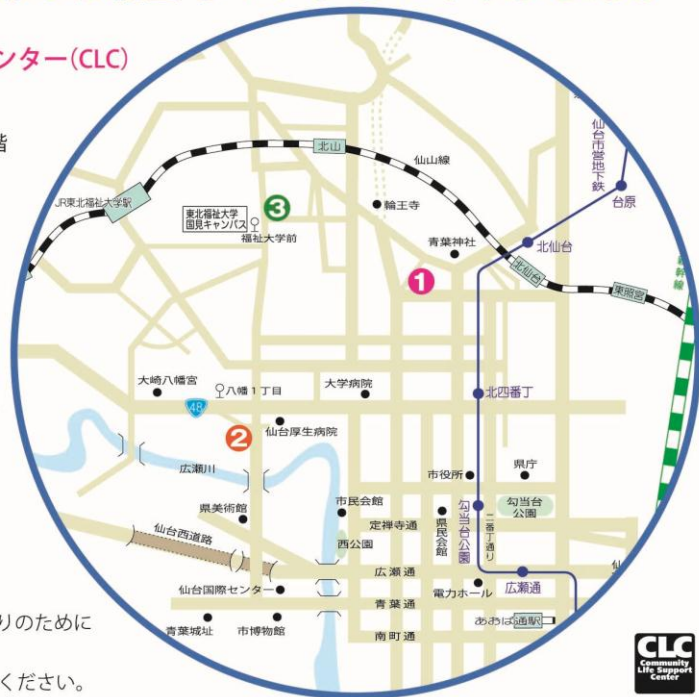 ンター(CLC)
階
仙台市営地下鉄
台原
北山
仙山線
JR東北福祉大学駅
東北福祉大学
国見キャンパス
3
福祉大学前
輪王寺
青葉神社
北仙台
北仙台
東照宮
幹線
1
大崎八幡宮
八幡1丁目
大学病院
北四番丁
48
仙台厚生病院
2
広瀬川
市役所
県庁
県美術館
市民会館
県民会館
勾当台公園
勾当台
公園
定禅寺通
二番丁通り
仙台西道路
西公園
広瀬通
広瀬通
仙台国際センター
電力ホール
青葉通
青葉城址
市博物館
あおば通駅
南町通
りのために
ください。
CLC
Community
Life Support
Center